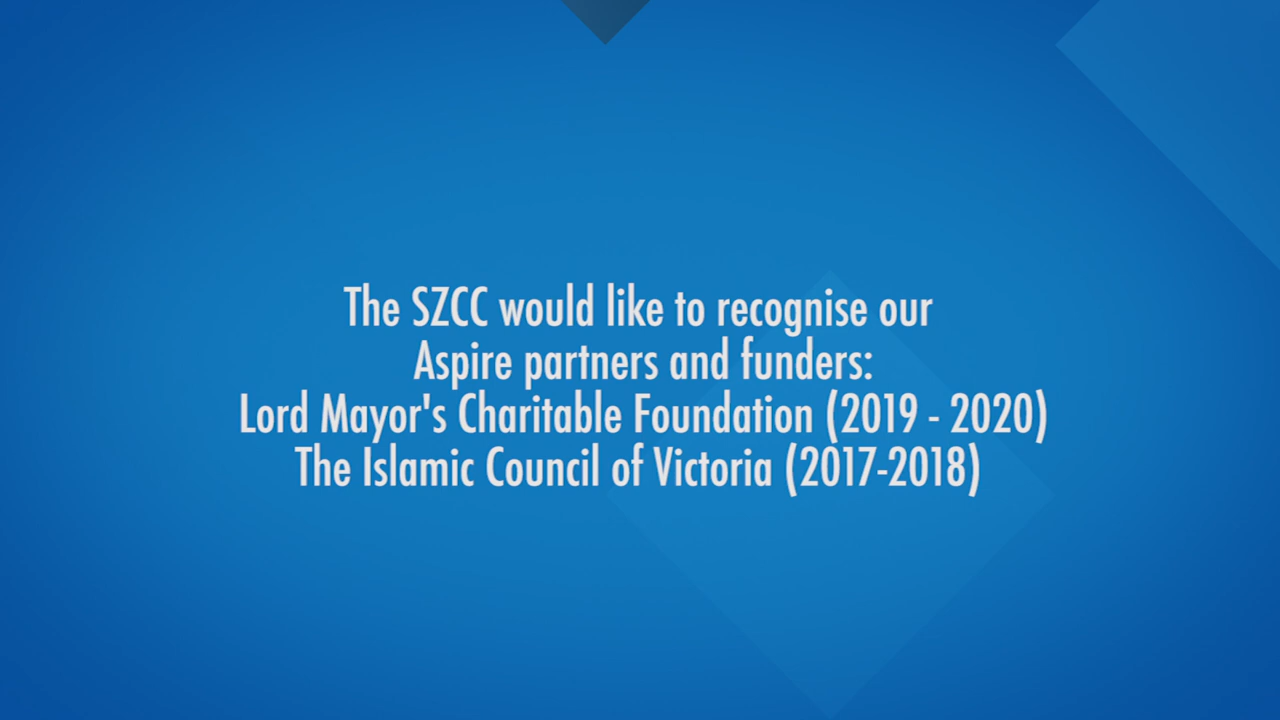 The SZCC would like to recognise our
Aspire partners and funders:
Lord Mayor's Charitable Foundation (2019 - 2020)
The Islamic Council of Victoria (2017-2018)